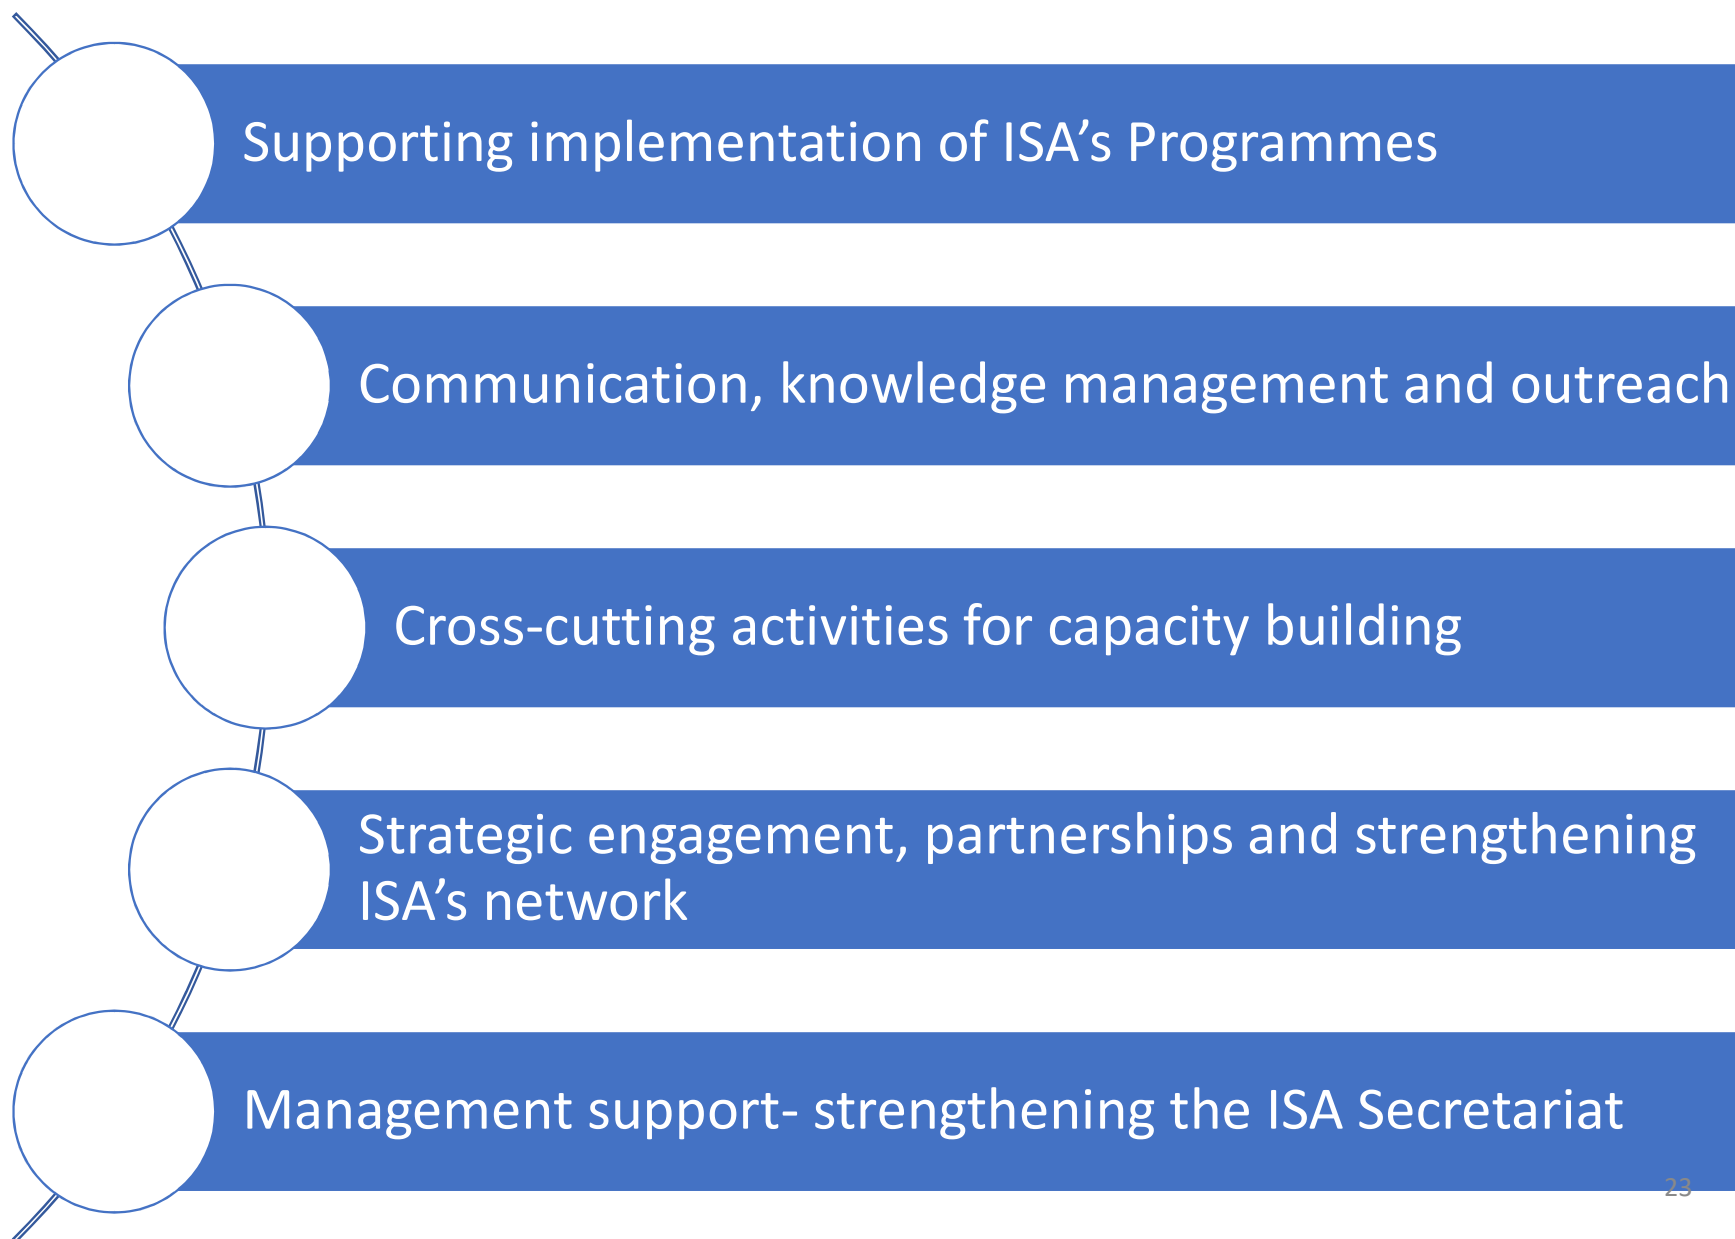 Supporting implementation of ISA’s Programmes
Communication, knowledge management and outreach
Cross-cutting activities for capacity building
Strategic engagement, partnerships and strengthening
ISA’s network
Management support- strengthening the ISA Secretariat
23